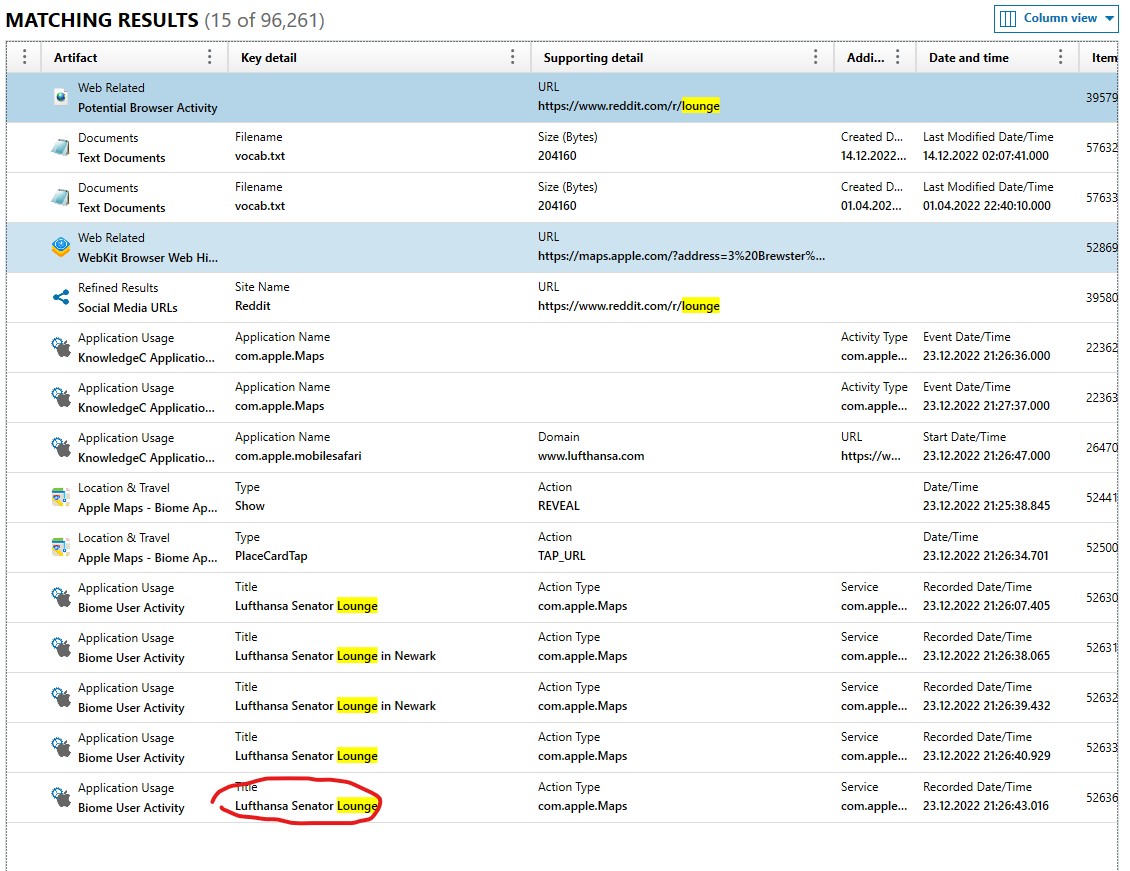 MATCHING RESULTS (15 of 96,261)
Column view
Artifact Key detail Supporting detail Addi... Date and time Item
Web Related URL
Potential Browser Activity https://www.reddit.com/r/lounge 39579
Documents Filename Size (Bytes) Created D... Last Modified Date/Time
Text Documents vocab.txt 204160 14.12.2022... 14.12.2022 02:07:41.000 57632
Documents Filename Size (Bytes) Created D... Last Modified Date/Time
Text Documents vocab.txt 204160 01.04.202... 01.04.2022 22:40:10.000 57633
Web Related URL
WebKit Browser Web Hi... https://maps.apple.com/?address=3%20Brewster%... 52869
Refined Results Site Name URL
Social Media URLs Reddit https://www.reddit.com/r/lounge 39580
Application Usage Application Name Activity Type Event Date/Time
KnowledgeC Applicatio... com.apple.Maps com.apple... 23.12.2022 21:26:36.000 22362
Application Usage Application Name Activity Type Event Date/Time
KnowledgeC Applicatio... com.apple.Maps com.apple... 23.12.2022 21:27:37.000 22363
Application Usage Application Name Domain URL Start Date/Time
KnowledgeC Applicatio... com.apple.mobilesafari www.lufthansa.com https://w... 23.12.2022 21:26:47.000 26470
Location & Travel Type Action Date/Time
Apple Maps - Biome Ap... Show REVEAL 23.12.2022 21:25:38.845 52441
Location & Travel Type Action Date/Time
Apple Maps - Biome Ap... PlaceCardTap TAP_URL 23.12.2022 21:26:34.701 52500
Application Usage Title Action Type Service Recorded Date/Time
Biome User Activity Lufthansa Senator Lounge com.apple.Maps com.apple... 23.12.2022 21:26:07.405 52630
Application Usage Title Action Type Service Recorded Date/Time
Biome User Activity Lufthansa Senator Lounge in Newark com.apple.Maps com.apple... 23.12.2022 21:26:38.065 52631
Application Usage Title Action Type Service Recorded Date/Time
Biome User Activity Lufthansa Senator Lounge in Newark com.apple.Maps com.apple... 23.12.2022 21:26:39.432 52632
Application Usage Title Action Type Service Recorded Date/Time
Biome User Activity Lufthansa Senator Lounge com.apple.Maps com.apple... 23.12.2022 21:26:40.929 52633
Application Usage Title Action Type Service Recorded Date/Time
Biome User Activity Lufthansa Senator Lounge com.apple.Maps com.apple... 23.12.2022 21:26:43.016 52636